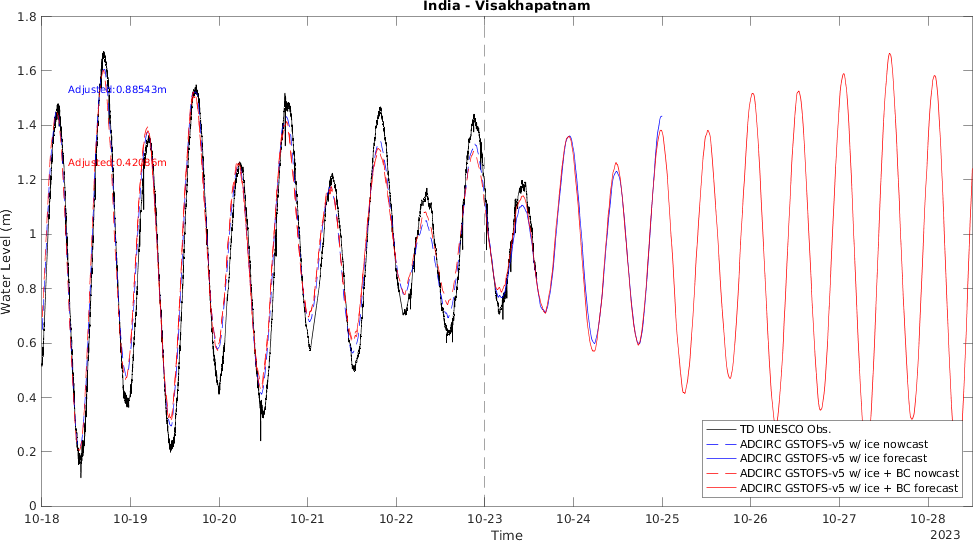 India - Visakhapatnam
1.8
1.6
1.4
1.2
1
0.8
0.6
0.4
0.2
0
Water Level (m)
Adjusted:0.88543m
TD UNESCO Obs.
ADCIRC GSTOFS-v5 w/ ice nowcast
ADCIRC GSTOFS-v5 w/ ice forecast
ADCIRC GSTOFS-v5 w/ ice + BC nowcast
ADCIRC GSTOFS-v5 w/ ice + BC forecast
10-18
10-19
10-20
10-21
10-22
10-23
10-24
10-25
10-26
10-27
10-28
2023
Time